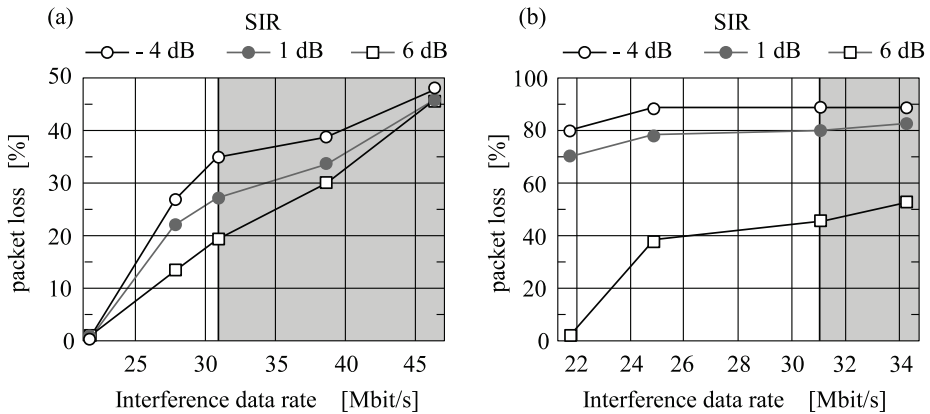 (a)
SIR
- 4 dB 1 dB 6 dB
50
40
30
20
10
0
packet loss [%]
25 30 35 40 45
Interference data rate [Mbit/s]
(b)
SIR
- 4 dB 1 dB 6 dB
100
80
60
40
20
0
packet loss [%]
22 24 26 28 30 32 34
Interference data rate [Mbit/s]